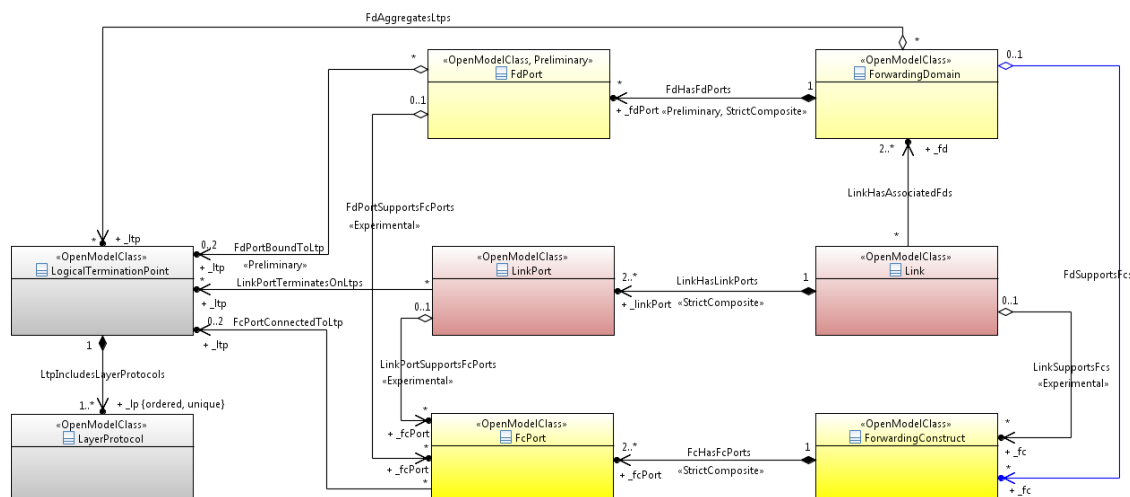 FdAggregatesLtps
*
*
«OpenModelClass, Preliminary»
FdPort
0..1
«OpenModelClass»
ForwardingDomain
0..1
FdHasFdPorts
*
1
+ _fdPort
«Preliminary, StrictComposite»
2..*
+ _fd
LinkHasAssociatedFds
FdPortSupportsFcPorts
«Experimental»
*
+ _ltp
*
0..2
FdPortBoundToLtp
+ _ltp
«Preliminary»
«OpenModelClass»
LogicalTerminationPoint
«OpenModelClass»
LinkPort
«OpenModelClass»
Link
FdSupportsFcs
*
LinkPortTerminatesOnLtps
*
+ _ltp
2..*
LinkHasLinkPorts
1
+ _linkPort
«StrictComposite»
0..1
0..1
0..2
FcPortConnectedToLtp
+ _ltp
1
LtpIncludesLayerProtocols
LinkPortSupportsFcPorts
«Experimental»
LinkSupportsFcs
«Experimental»
1..*
+ _lp {ordered, unique}
«OpenModelClass»
LayerProtocol
*
+ _fcPort
*
+ _fcPort
*
«OpenModelClass»
FcPort
2..*
FcHasFcPorts
1
+ _fcPort
«StrictComposite»
«OpenModelClass»
ForwardingConstruct
*
+ _fc
*
+ _fc